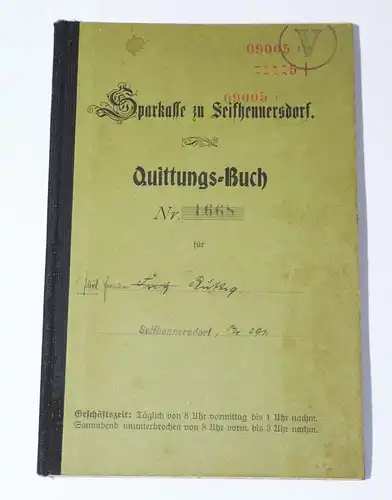 09005
V
09005
Sparkasse zu Seifhennersdorf.
Quittungs-Buch
Nr. 1668
für
Seifhennersdorf,
Geschäftszeit: Täglich von 8 Uhr vormittag bis 1 Uhr nachm.
Sonnabend ununterbrochen von 8 Uhr vorm. bis 3 Uhr nachm.